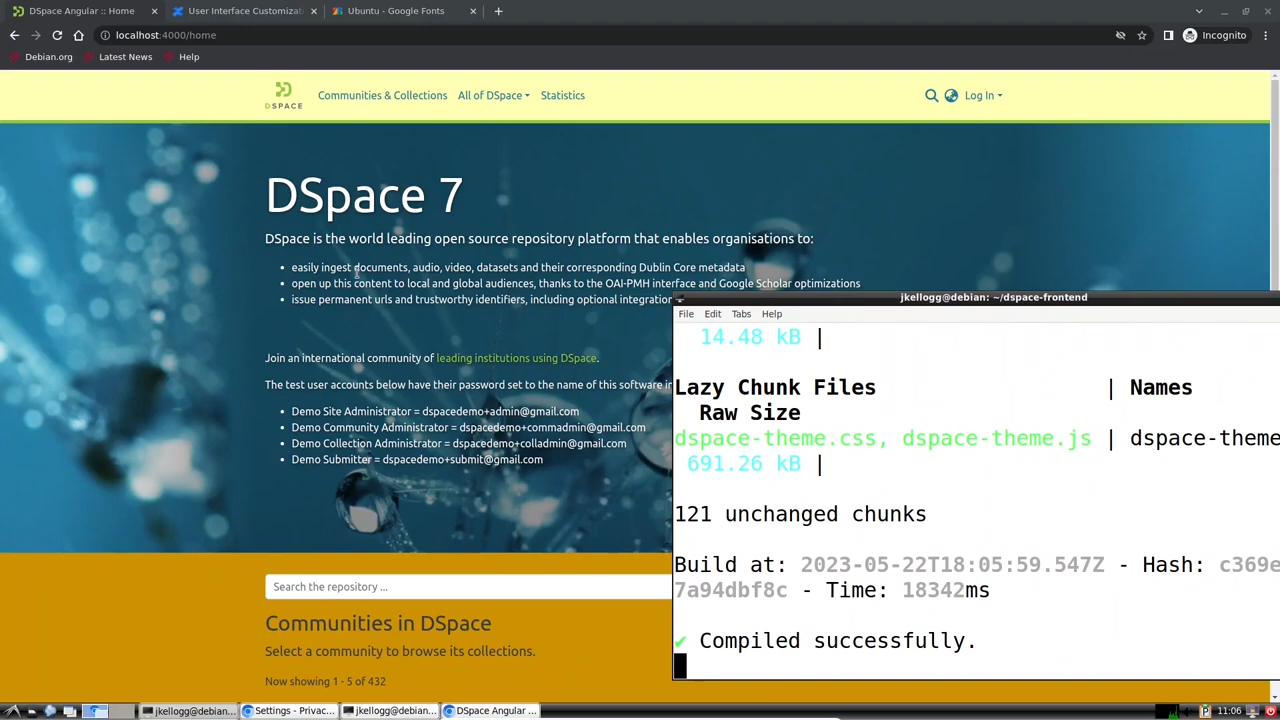 DSpace Angular :: Home
User Interface Customizat
Ubuntu - Google Fonts
localhost:4000/home
Incognito
Debian.org
Latest News
Help
DSPACE
Communities & Collections
All of DSpace
Statistics
Log In
DSpace 7
DSpace is the world leading open source repository platform that enables organisations to:
easily ingest documents, audio, video, datasets and their corresponding Dublin Core metadata
open up this content to local and global audiences, thanks to the OAI-PMH interface and Google Scholar optimizations
issue permanent urls and trustworthy identifiers, including optional integration
Join an international community of leading institutions using DSpace.
The test user accounts below have their password set to the name of this software in
Demo Site Administrator = dspacedemo+admin@gmail.com
Demo Community Administrator = dspacedemo+commadmin@gmail.com
Demo Collection Administrator = dspacedemo+colladmin@gmail.com
Demo Submitter = dspacedemo+submit@gmail.com
Search the repository ...
Communities in DSpace
Select a community to browse its collections.
Now showing 1 - 5 of 432
jkellogg@debian: ~/dspace-frontend
File Edit Tabs Help
14.48 kB |
Lazy Chunk Files | Names
Raw Size
dspace-theme.css, dspace-theme.js | dspace-theme
691.26 kB |
121 unchanged chunks
Build at: 2023-05-22T18:05:59.547Z - Hash: c369e
7a94dbf8c - Time: 18342ms
✔ Compiled successfully.
jkellogg@debian...
Settings - Privac...
jkellogg@debian...
DSpace Angular ...
11:06